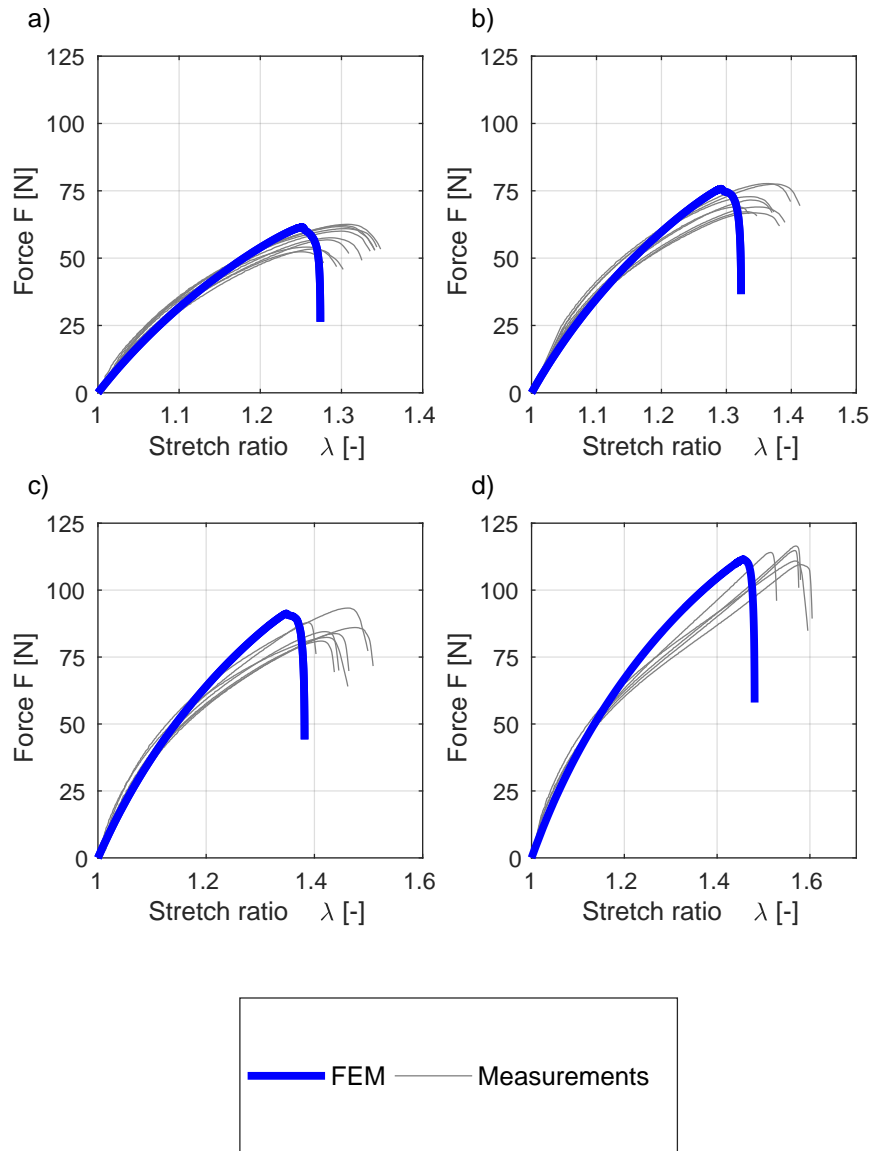 a)
125
100
75
50
25
0
Force F [N]
1 1.1 1.2 1.3 1.4
Stretch ratio λ [-]
b)
125
100
75
50
25
0
Force F [N]
1 1.1 1.2 1.3 1.4 1.5
Stretch ratio λ [-]
c)
125
100
75
50
25
0
Force F [N]
1 1.2 1.4 1.6
Stretch ratio λ [-]
d)
125
100
75
50
25
0
Force F [N]
1 1.2 1.4 1.6
Stretch ratio λ [-]
FEM Measurements